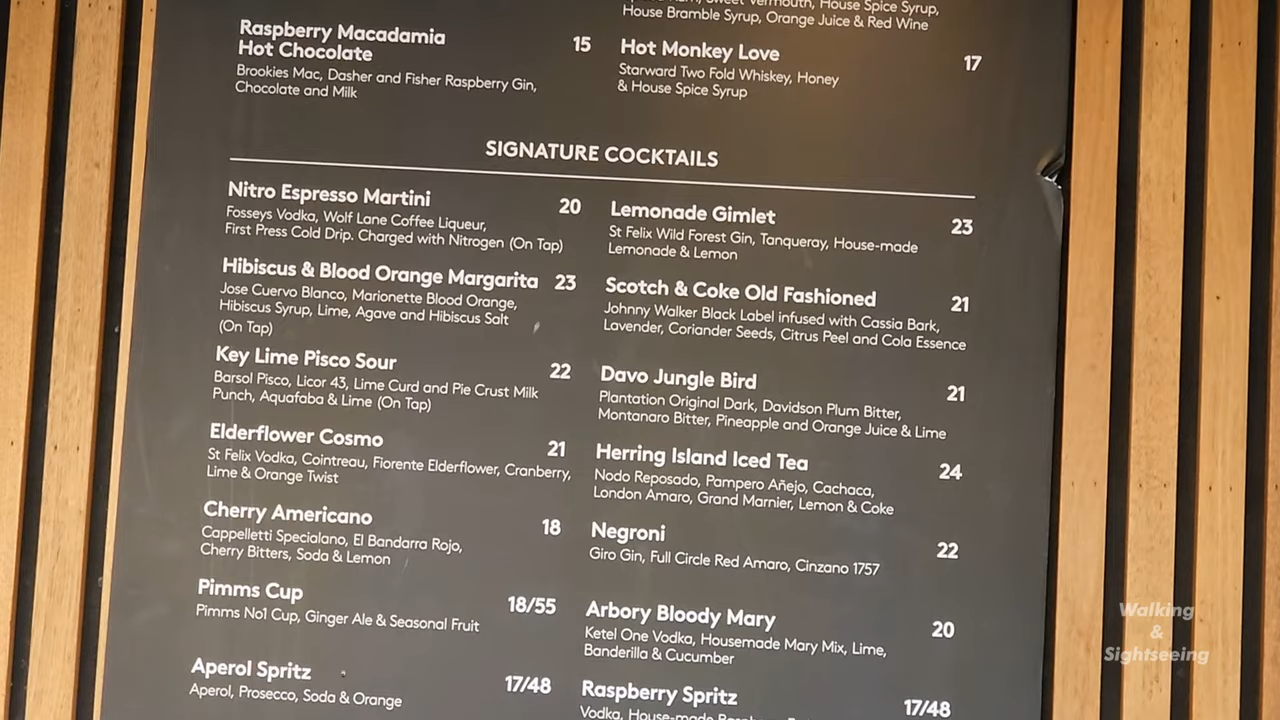 Vermouth, House Spice Syrup,
House Bramble Syrup, Orange Juice & Red Wine
Raspberry Macadamia
Hot Chocolate
15
Brookies Mac, Dasher and Fisher Raspberry Gin,
Chocolate and Milk
Hot Monkey Love
17
Starward Two Fold Whiskey, Honey
& House Spice Syrup
SIGNATURE COCKTAILS
Nitro Espresso Martini
20
Fosseys Vodka, Wolf Lane Coffee Liqueur,
First Press Cold Drip. Charged with Nitrogen (On Tap)
Hibiscus & Blood Orange Margarita 23
Jose Cuervo Blanco, Marionette Blood Orange,
Hibiscus Syrup, Lime, Agave and Hibiscus Salt
(On Tap)
Key Lime Pisco Sour
22
Barsol Pisco, Licor 43, Lime Curd and Pie Crust Milk
Punch, Aquafaba & Lime (On Tap)
Elderflower Cosmo
21
St Felix Vodka, Cointreau, Fiorente Elderflower, Cranberry,
Lime & Orange Twist
Cherry Americano
18
Cappelletti Specialano, El Bandarra Rojo,
Cherry Bitters, Soda & Lemon
Pimms Cup
18/55
Pimms No1 Cup, Ginger Ale & Seasonal Fruit
Aperol Spritz
17/48
Aperol, Prosecco, Soda & Orange
Lemonade Gimlet
23
St Felix Wild Forest Gin, Tanqueray, House-made
Lemonade & Lemon
Scotch & Coke Old Fashioned
21
Johnny Walker Black Label infused with Cassia Bark,
Lavender, Coriander Seeds, Citrus Peel and Cola Essence
Davo Jungle Bird
21
Plantation Original Dark, Davidson Plum Bitter,
Montanaro Bitter, Pineapple and Orange Juice & Lime
Herring Island Iced Tea
24
Nodo Reposado, Pampero Añejo, Cachaca,
London Amaro, Grand Marnier, Lemon & Coke
Negroni
22
Giro Gin, Full Circle Red Amaro, Cinzano 1757
Arbory Bloody Mary
20
Ketel One Vodka, Housemade Mary Mix, Lime,
Banderilla & Cucumber
Raspberry Spritz
17/48
Vodka, House-made
Walking
&
Sightseeing